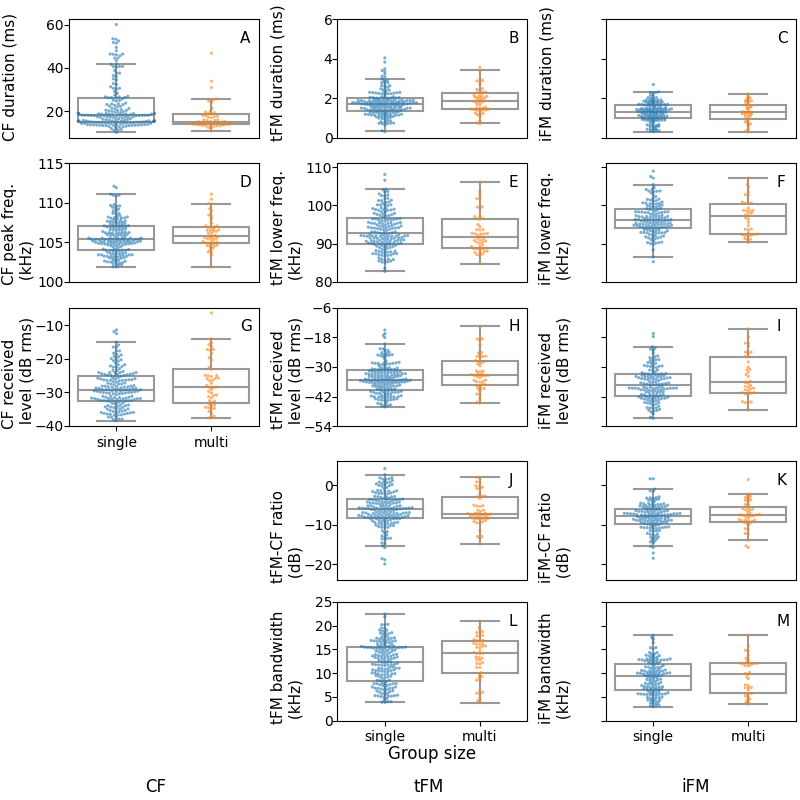 CF duration (ms)
60
40
20
A
tFM duration (ms)
6
4
2
0
B
iFM duration (ms)
C
CF peak freq.
(kHz)
115
110
105
100
D
tFM lower freq.
(kHz)
110
100
90
80
E
iFM lower freq.
(kHz)
F
CF received
level (dB rms)
−10
−20
−30
−40
G
single
multi
tFM received
level (dB rms)
−6
−18
−30
−42
−54
H
iFM received
level (dB rms)
I
tFM-CF ratio
(dB)
0
−10
−20
J
iFM-CF ratio
(dB)
K
tFM bandwidth
(kHz)
25
20
15
10
5
0
L
single
multi
iFM bandwidth
(kHz)
M
single
multi
Group size
CF
tFM
iFM